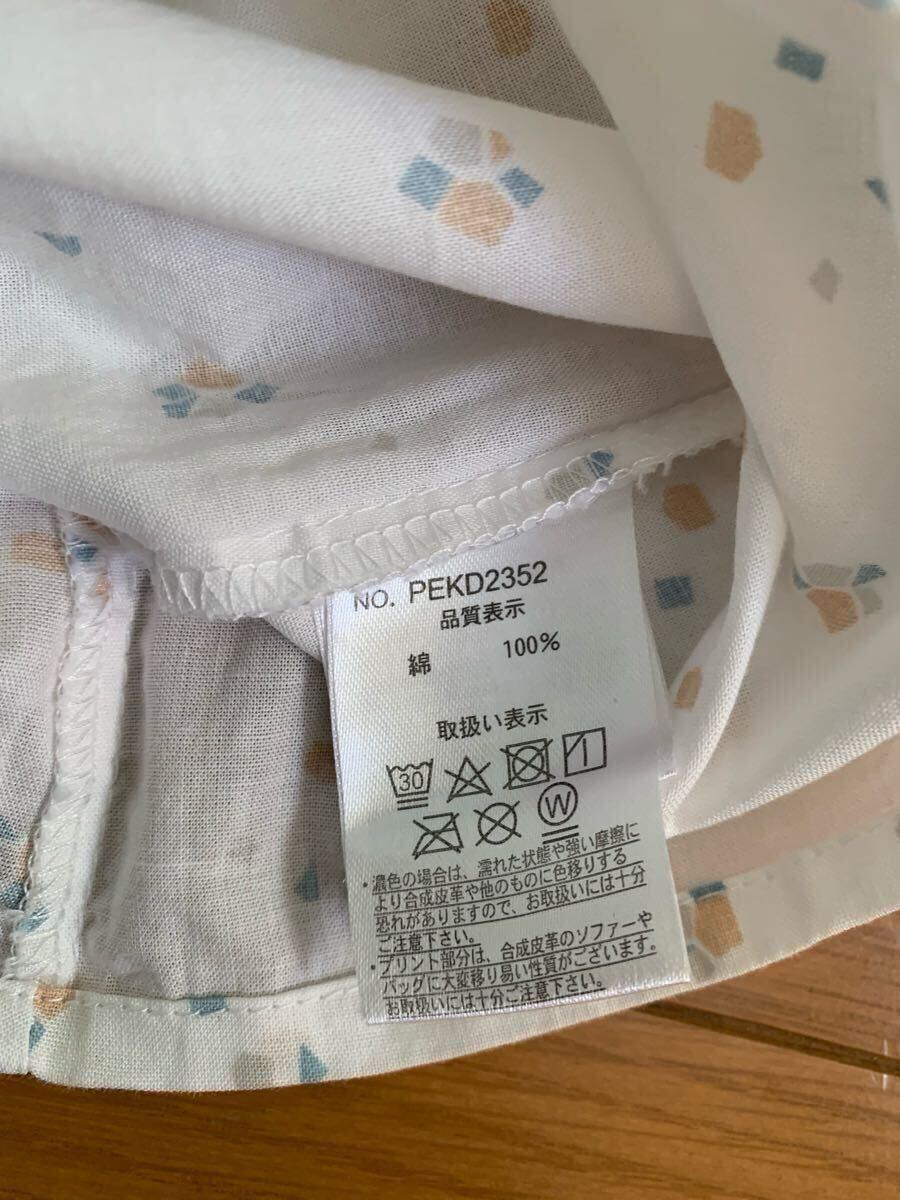 NO. PEKD2352
品質表示
綿 100%
取扱い表示
30
W
・濃色の場合は、濡れた状態や強い摩擦に
より合成皮革や他のものに色移りする
恐れがありますので、お取扱いには十分
ご注意下さい。
・プリント部分は、合成皮革のソファーや
バッグに大変移り易い性質がございます。
お取扱いには十分ご注意下さい。